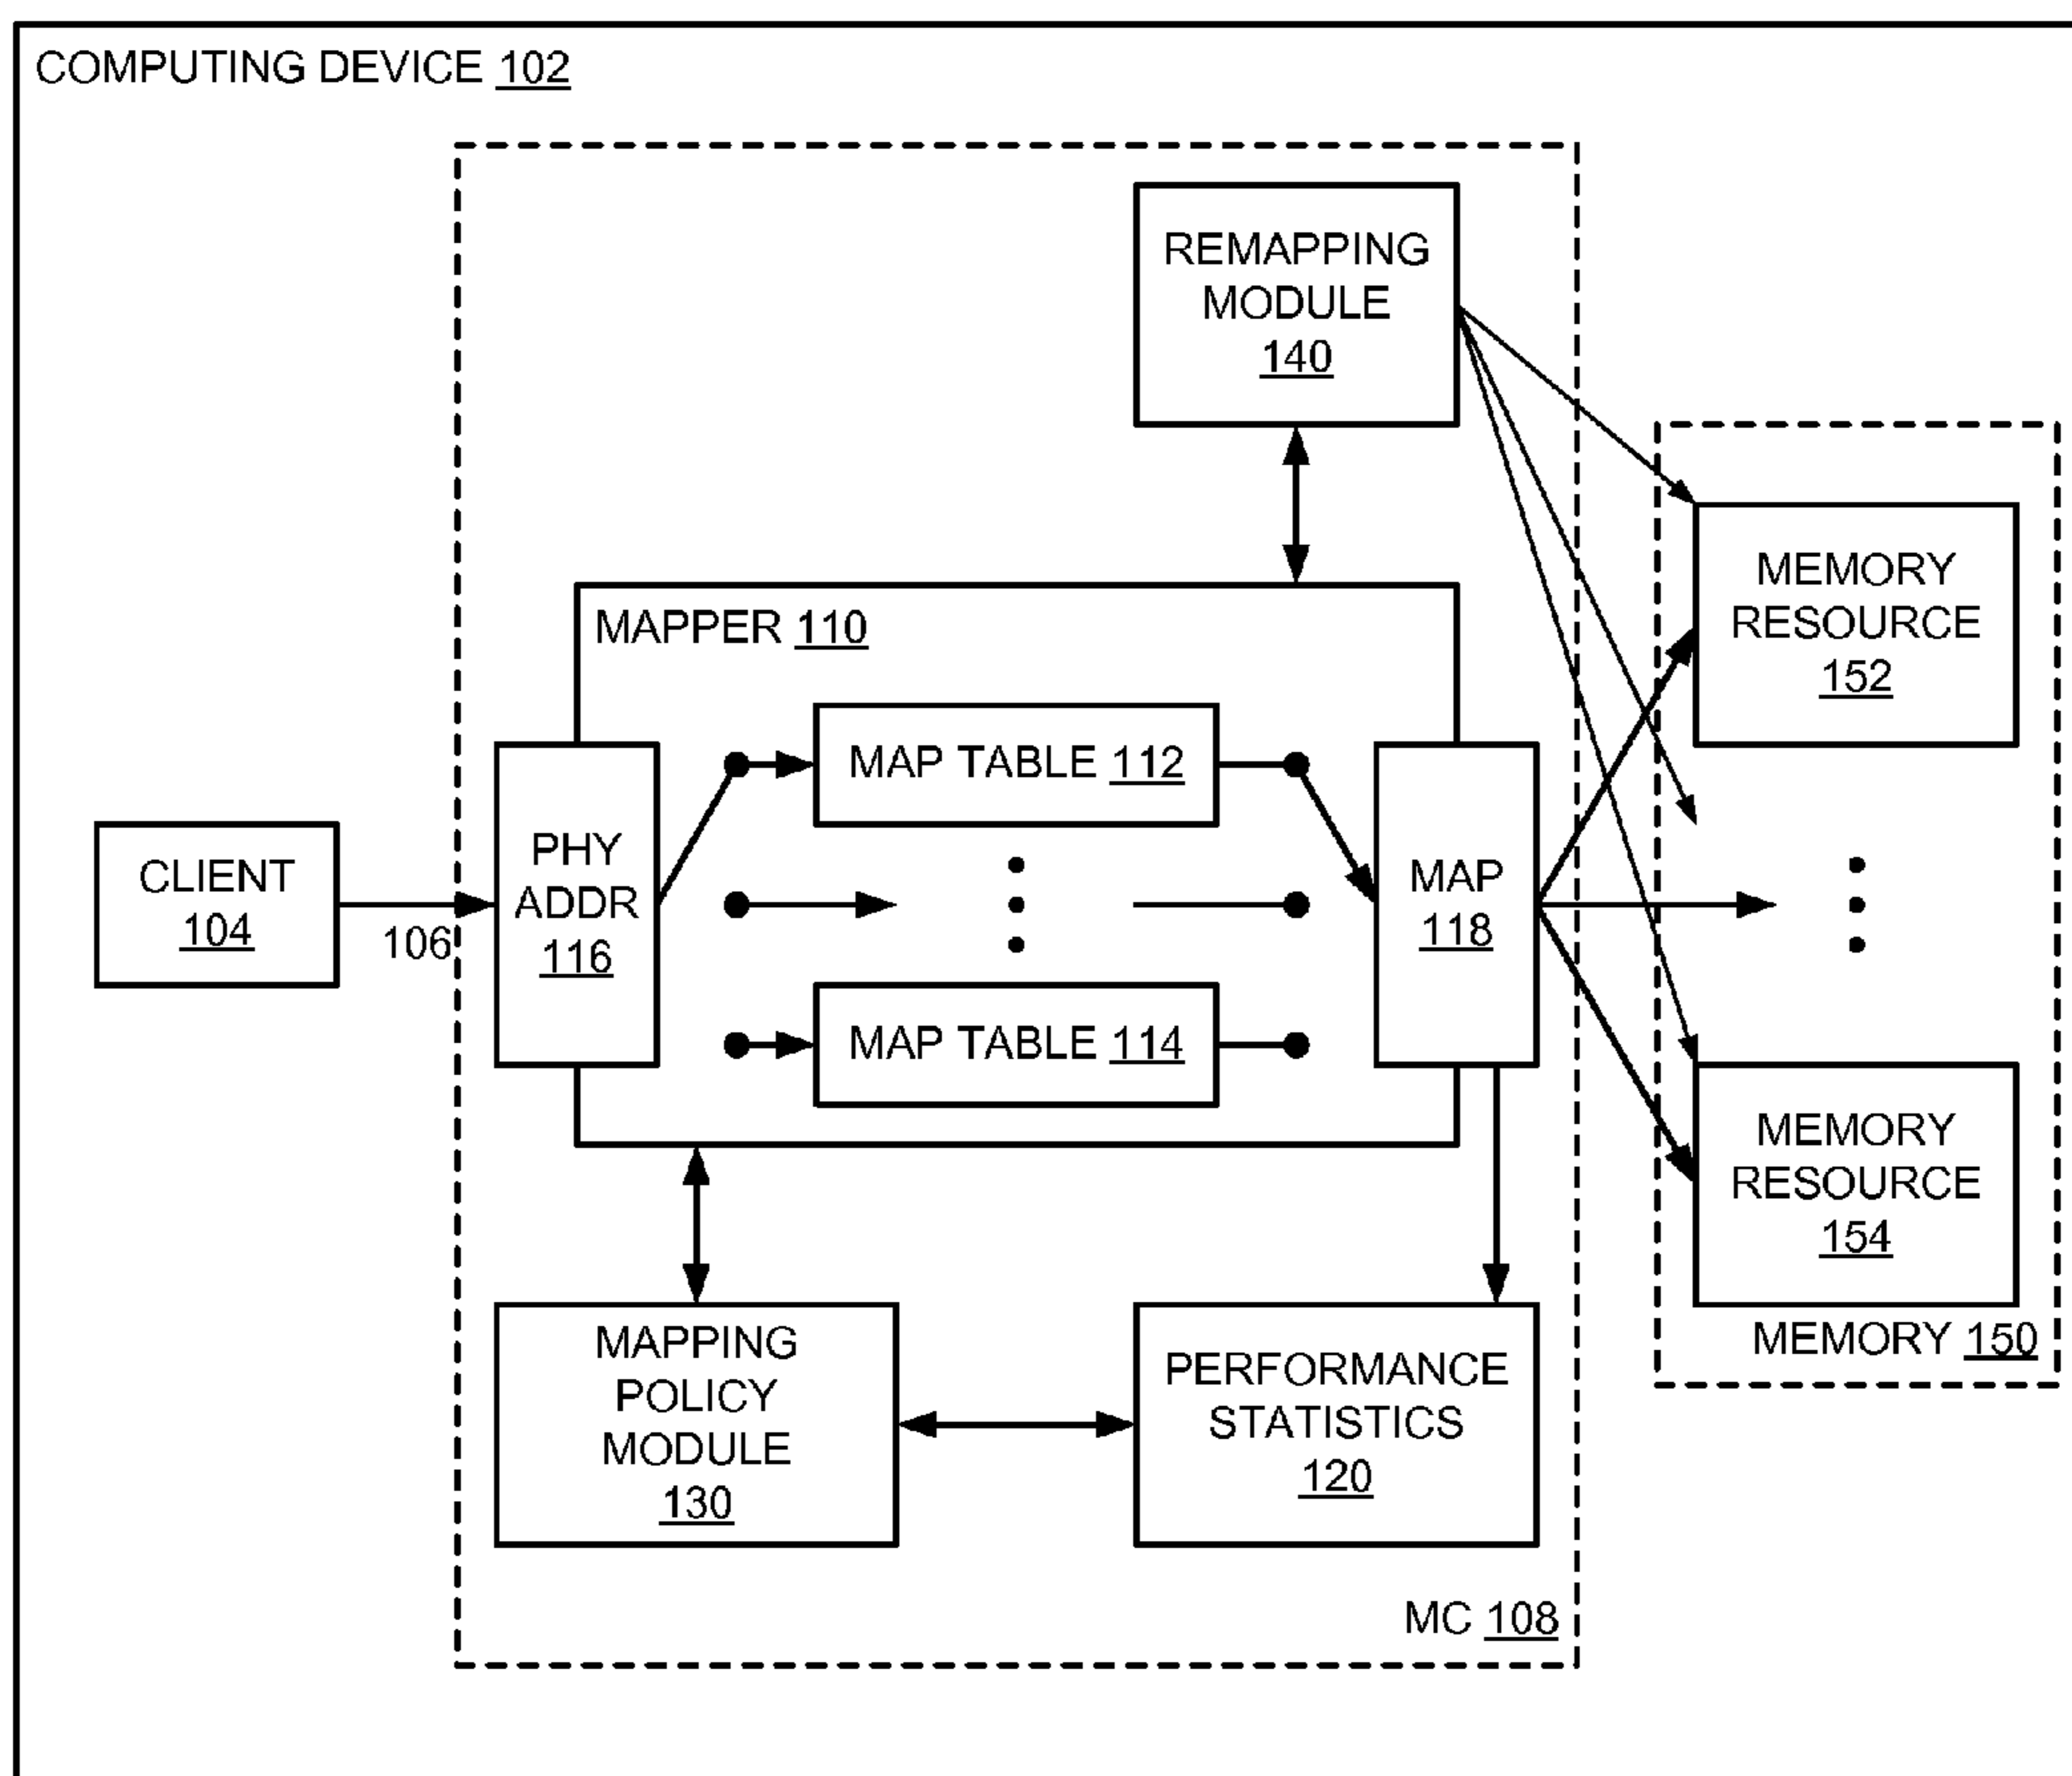 COMPUTING DEVICE 102
REMAPPING
MODULE
140
MEMORY
RESOURCE
152
MAPPER 110
MAP TABLE 112
CLIENT
104
106
PHY
ADDR
116
MAP
118
MAP TABLE 114
MEMORY
RESOURCE
154
MEMORY 150
MAPPING
POLICY
MODULE
130
PERFORMANCE
STATISTICS
120
MC 108